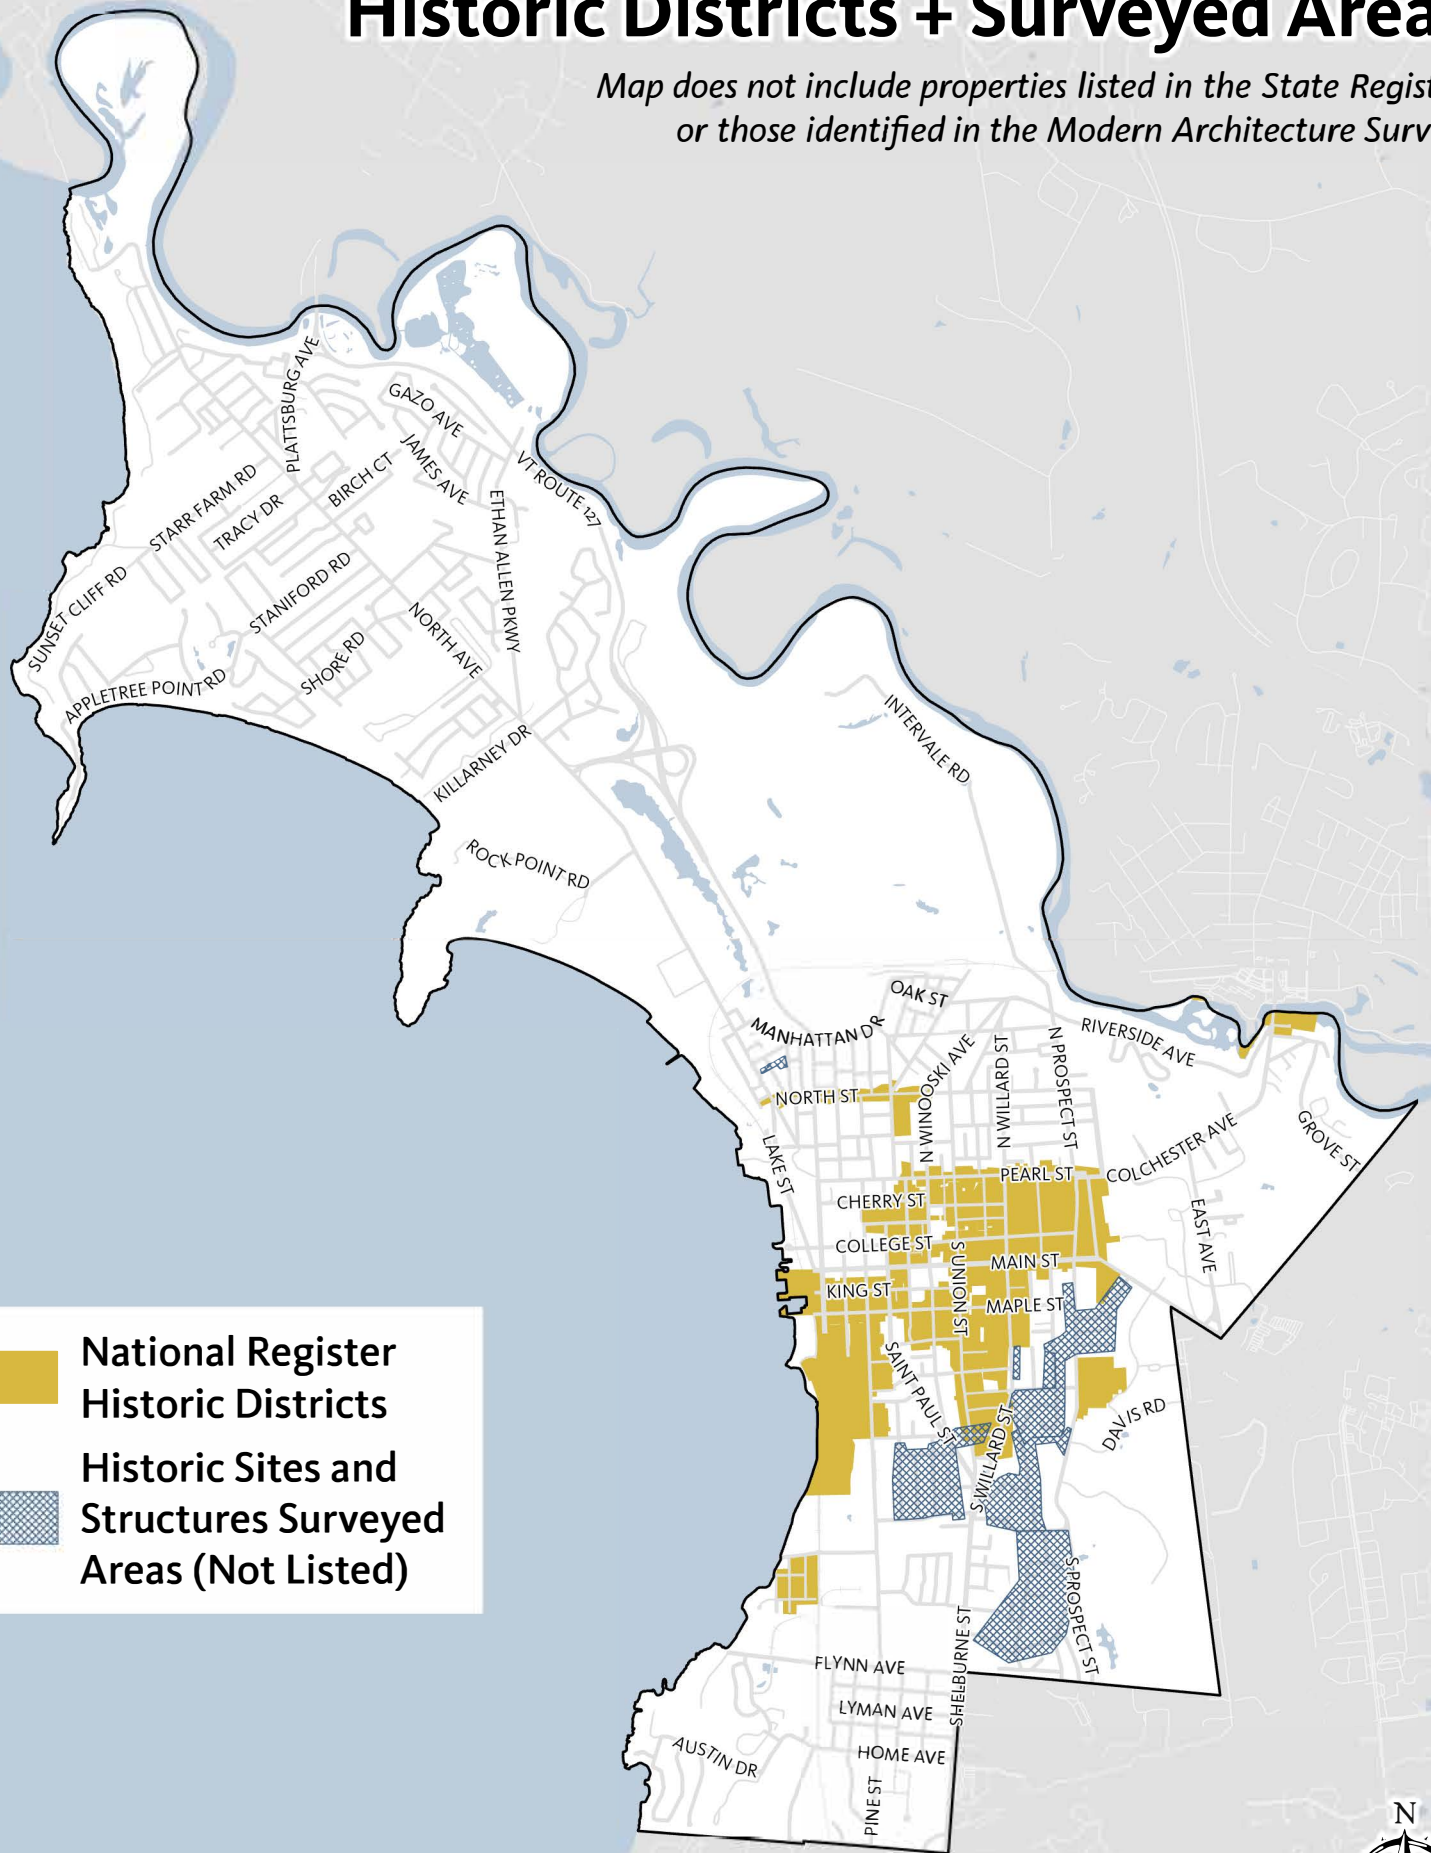 Historic Districts + Surveyed Area
Map does not include properties listed in the State Regist
or those identified in the Modern Architecture Surv
PLATTSBURG AVE
GAZO AVE
JAMES AVE
BIRCH CT
VT ROUTE 127
STARR FARM RD
TRACY DR
ETHAN ALLEN PKWY
STANIFORD RD
SUNSET CLIFF RD
NORTH AVE
SHORE RD
APPLETREE POINT RD
KILLARNEY DR
INTERVALE RD
ROCK POINT RD
OAK ST
MANHATTAN DR
RIVERSIDE AVE
N WINOOSKI AVE
N WILLARD ST
N PROSPECT ST
NORTH ST
GROVE ST
COLCHESTER AVE
LAKE ST
PEARL ST
CHERRY ST
EAST AVE
COLLEGE ST
S UNION ST
MAIN ST
KING ST
MAPLE ST
SAINT PAUL ST
DAVIS RD
S WILLARD ST
National Register
Historic Districts
Historic Sites and
Structures Surveyed
Areas (Not Listed)
S PROSPECT ST
SHELBURNE ST
FLYNN AVE
LYMAN AVE
HOME AVE
AUSTIN DR
PINE ST
N